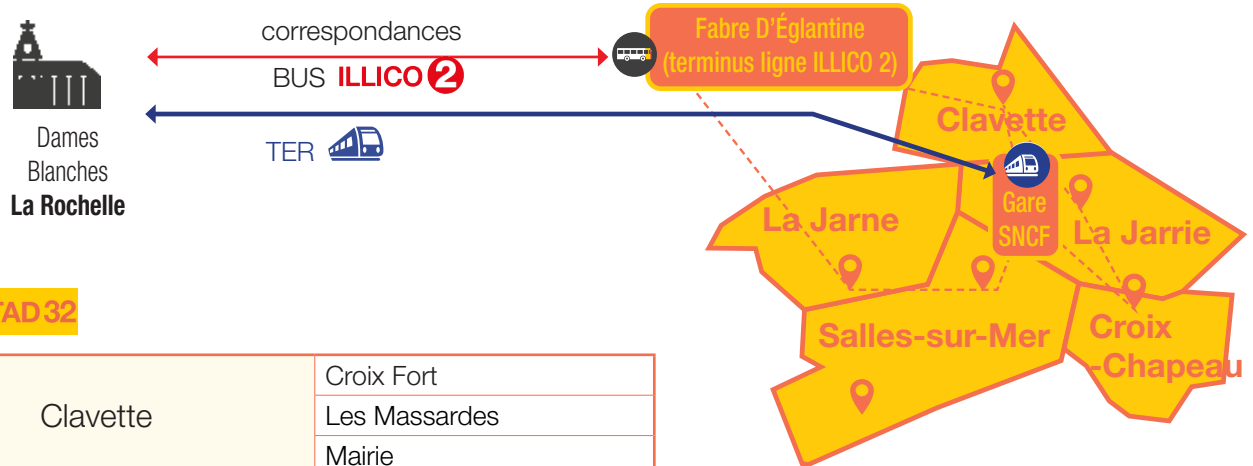 correspondances
BUS ILLICO 2
Fabre D'Églantine
(terminus ligne ILLICO 2)
TER
Dames
Blanches
La Rochelle
Clavette
Gare
SNCF
La Jarne
La Jarrie
Salles-sur-Mer
Croix
-Chapeau
TAD 32
Clavette
Croix Fort
Les Massardes
Mairie